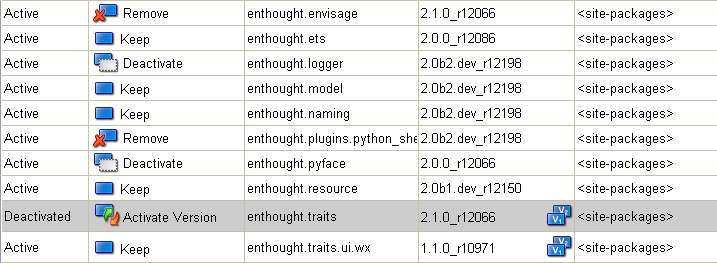 Active Remove enthought.envisage 2.1.0_r12066 <site-packages>
Active Keep enthought.ets 2.0.0_r12086 <site-packages>
Active Deactivate enthought.logger 2.0b2.dev_r12198 <site-packages>
Active Keep enthought.model 2.0b2.dev_r12198 <site-packages>
Active Keep enthought.naming 2.0b2.dev_r12198 <site-packages>
Active Remove enthought.plugins.python_she 2.0b2.dev_r12198 <site-packages>
Active Deactivate enthought.pyface 2.0.0_r12066 <site-packages>
Active Keep enthought.resource 2.0b1.dev_r12150 <site-packages>
Deactivated Activate Version enthought.traits 2.1.0_r12066 V1 V2 <site-packages>
Active Keep enthought.traits.ui.wx 1.1.0_r10971 V1 V2 <site-packages>